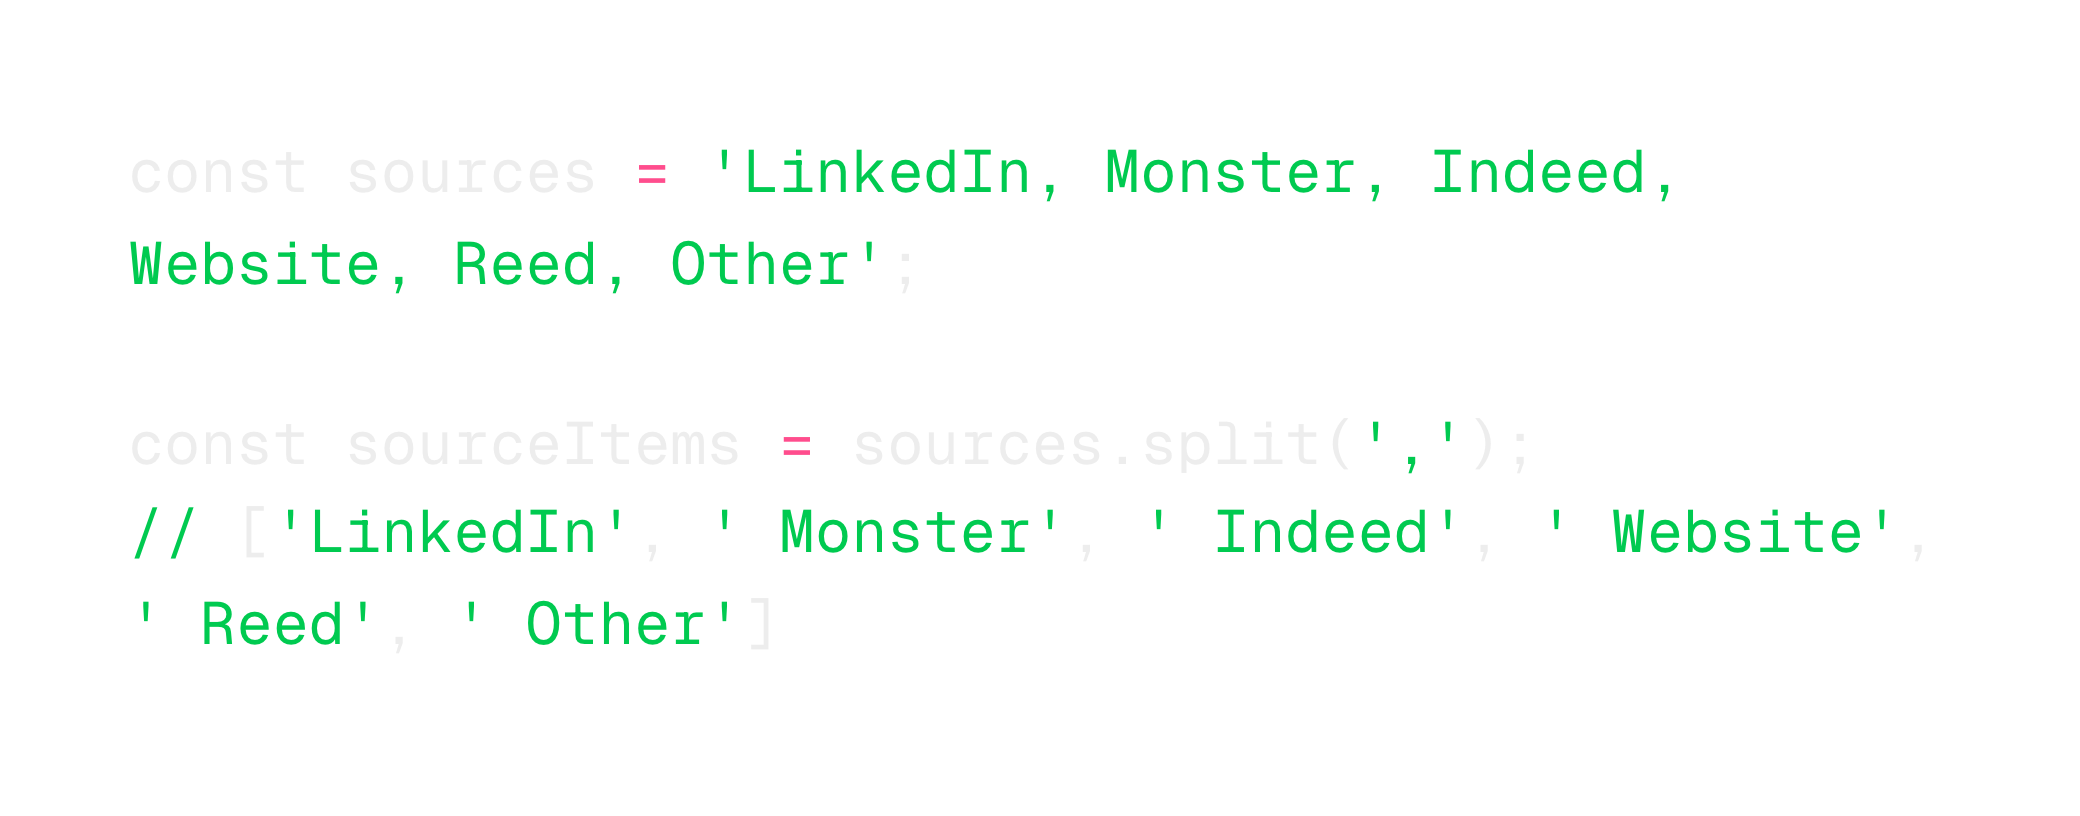 const sources = 'LinkedIn, Monster, Indeed,
Website, Reed, Other';
const sourceItems = sources.split(',');
// ['LinkedIn', ' Monster', ' Indeed', ' Website',
' Reed', ' Other']